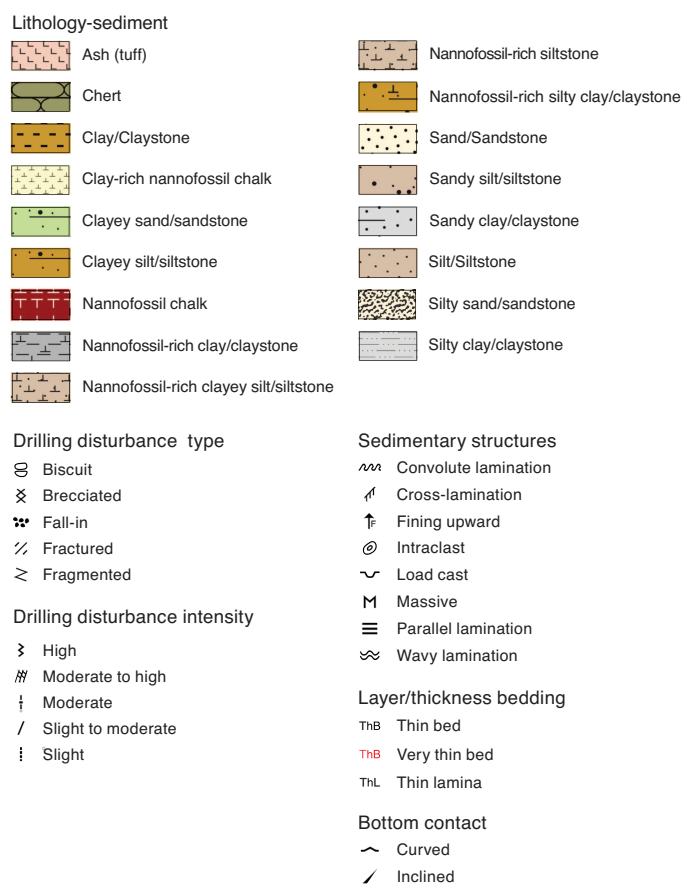 Lithology-sediment
Ash (tuff)
Chert
Clay/Claystone
Clay-rich nannofossil chalk
Clayey sand/sandstone
Clayey silt/siltstone
Nannofossil chalk
Nannofossil-rich clay/claystone
Nannofossil-rich clayey silt/siltstone
Nannofossil-rich siltstone
Nannofossil-rich silty clay/claystone
Sand/Sandstone
Sandy silt/siltstone
Sandy clay/claystone
Silt/Siltstone
Silty sand/sandstone
Silty clay/claystone
Drilling disturbance type
Biscuit
Brecciated
Fall-in
Fractured
Fragmented
Drilling disturbance intensity
High
Moderate to high
Moderate
Slight to moderate
Slight
Sedimentary structures
Convolute lamination
Cross-lamination
F Fining upward
Intraclast
Load cast
M Massive
Parallel lamination
Wavy lamination
Layer/thickness bedding
ThB Thin bed
ThB Very thin bed
ThL Thin lamina
Bottom contact
Curved
Inclined